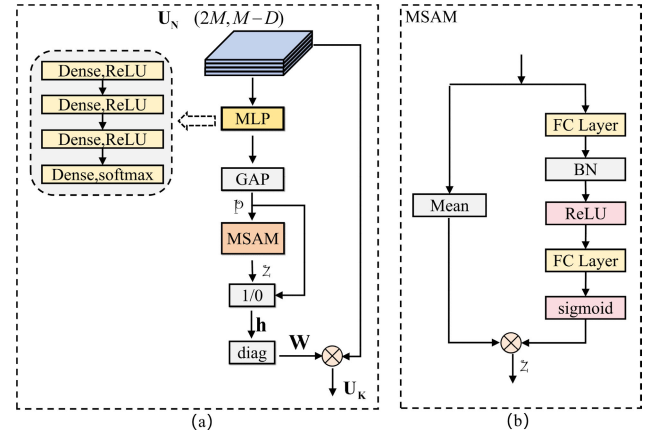 U_N (2M, M−D)
Dense,ReLU
Dense,ReLU
Dense,ReLU
Dense,softmax
MLP
GAP
p
MSAM
z
1/0
h
diag
W
U_K
(a)
MSAM
FC Layer
BN
Mean
ReLU
FC Layer
sigmoid
z
(b)